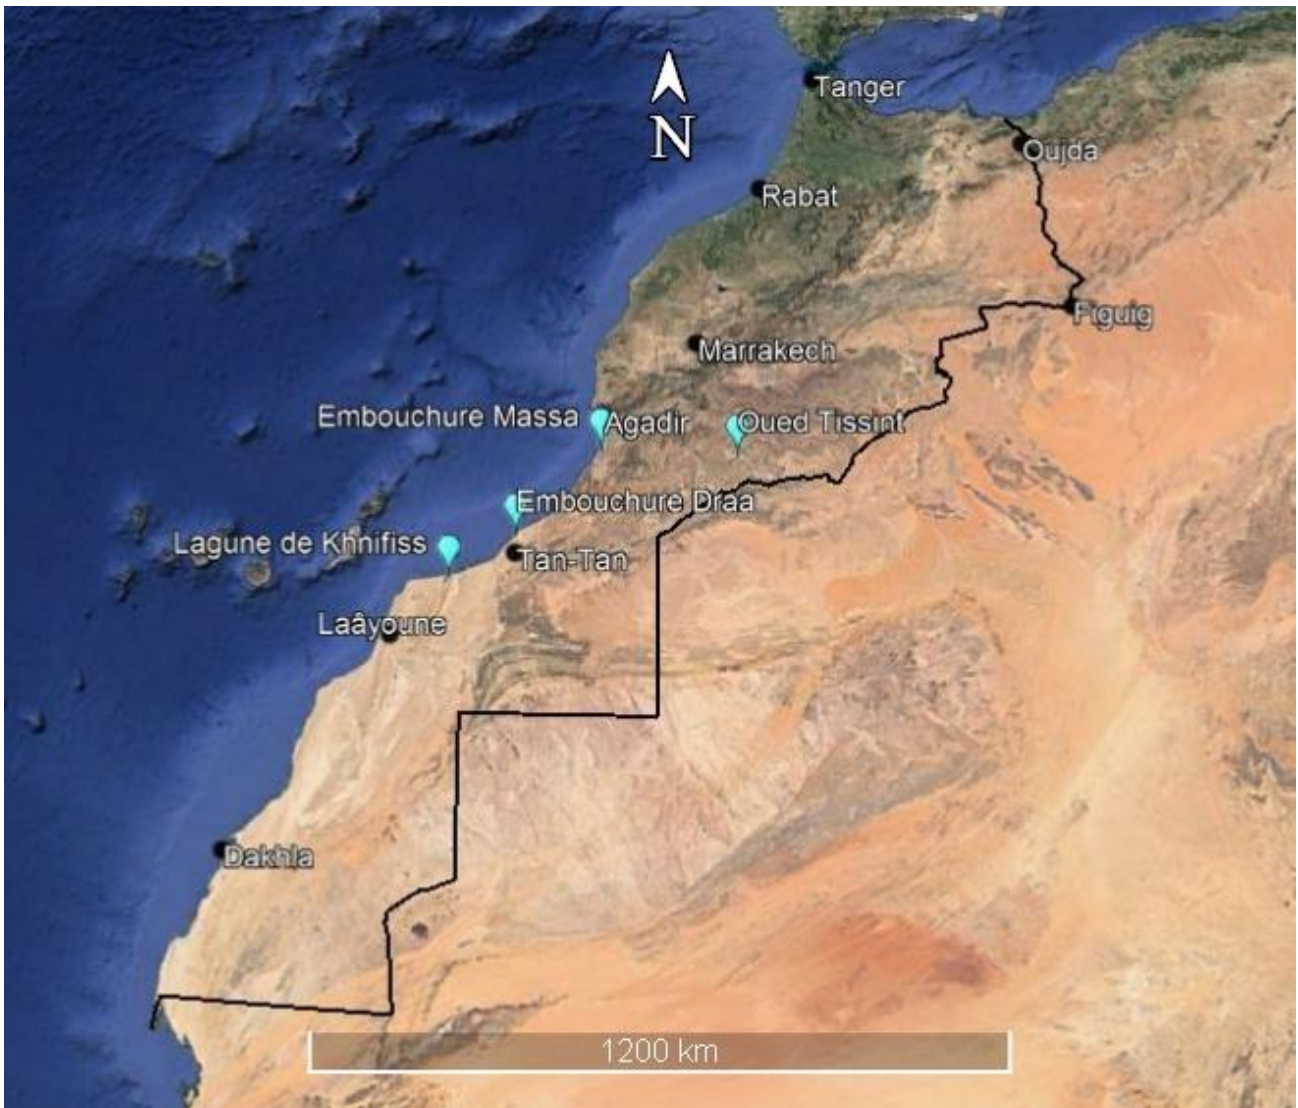 Tanger
N
Oujda
Rabat
Figuig
Marrakech
Embouchure Massa
Agadir
Oued Tissint
Embouchure Draa
Lagune de Khnifiss
Tan-Tan
Laâyoune
Dakhla
1200 km